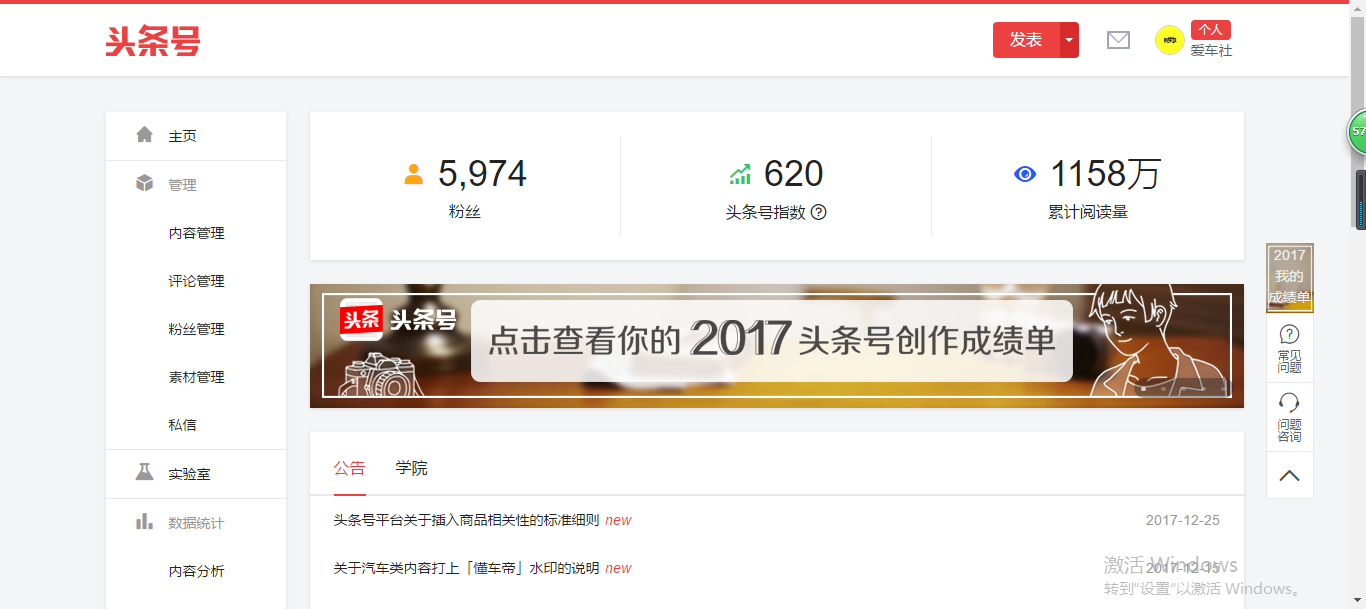 头条号
发表
个人
爱车社
主页
管理
内容管理
评论管理
粉丝管理
素材管理
私信
实验室
数据统计
内容分析
5,974
粉丝
620
头条号指数
1158万
累计阅读量
头条 头条号
点击查看你的 2017 头条号创作成绩单
公告 学院
头条号平台关于插入商品相关性的标准细则 new 2017-12-25
关于汽车类内容打上「懂车帝」水印的说明 new 2017-12-15
57
2017
我的
成绩单
常见
问题
问题
咨询
激活 Windows
转到“设置”以激活 Windows。